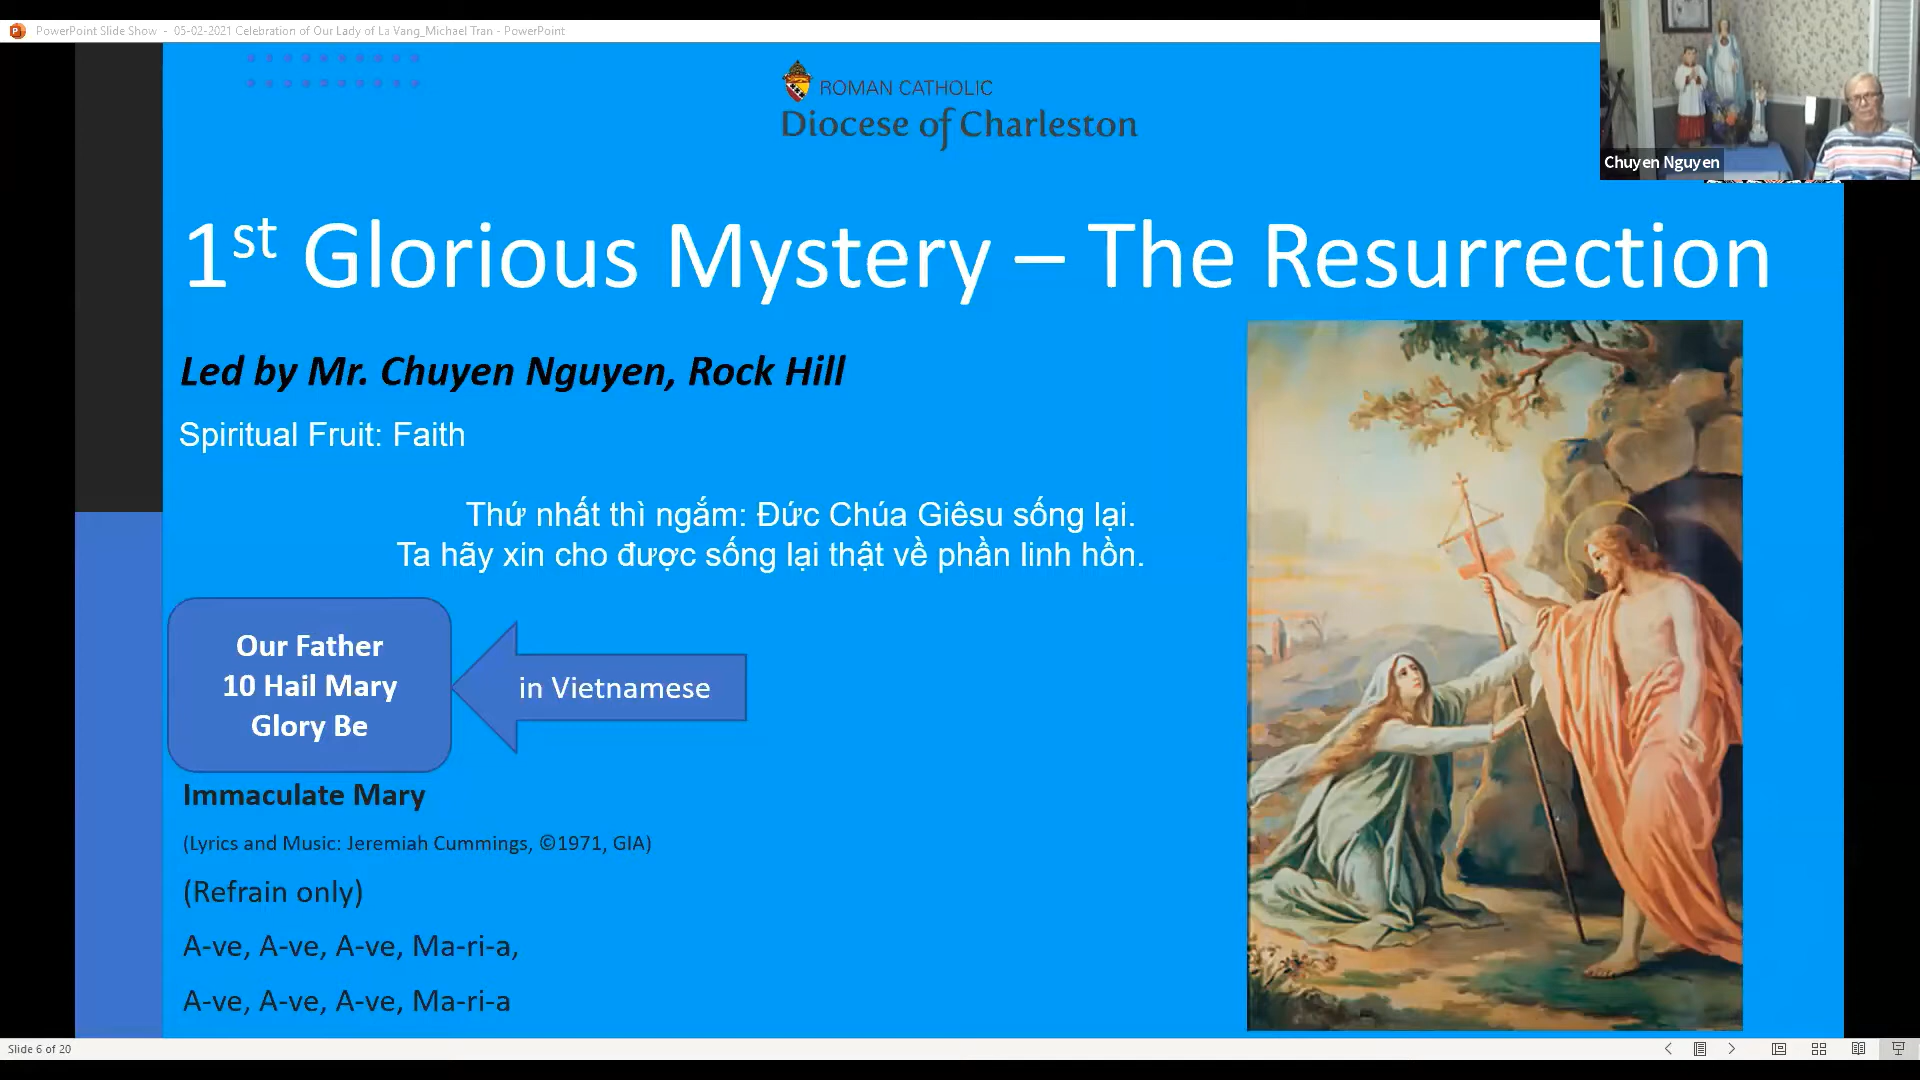 PowerPoint Slide Show - 05-02-2021 Celebration of Our Lady of La Vang_Michael Tran - PowerPoint
ROMAN CATHOLIC
Diocese of Charleston
Chuyen Nguyen
1st Glorious Mystery – The Resurrection
Led by Mr. Chuyen Nguyen, Rock Hill
Spiritual Fruit: Faith
Thứ nhất thì ngắm: Đức Chúa Giêsu sống lại.
Ta hãy xin cho được sống lại thật về phần linh hồn.
Our Father
10 Hail Mary
Glory Be
in Vietnamese
Immaculate Mary
(Lyrics and Music: Jeremiah Cummings, ©1971, GIA)
(Refrain only)
A-ve, A-ve, A-ve, Ma-ri-a,
A-ve, A-ve, A-ve, Ma-ri-a
Slide 6 of 20